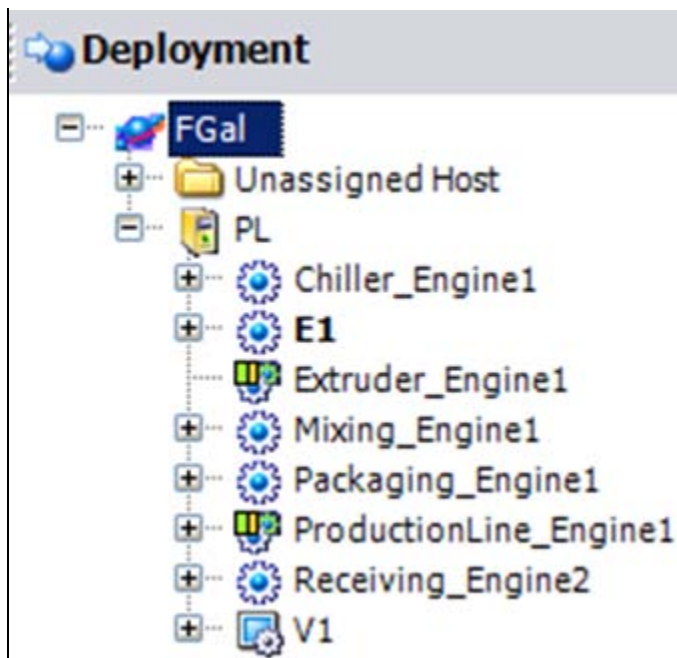 Deployment
FGal
Unassigned Host
PL
Chiller_Engine1
E1
Extruder_Engine1
Mixing_Engine1
Packaging_Engine1
ProductionLine_Engine1
Receiving_Engine2
V1